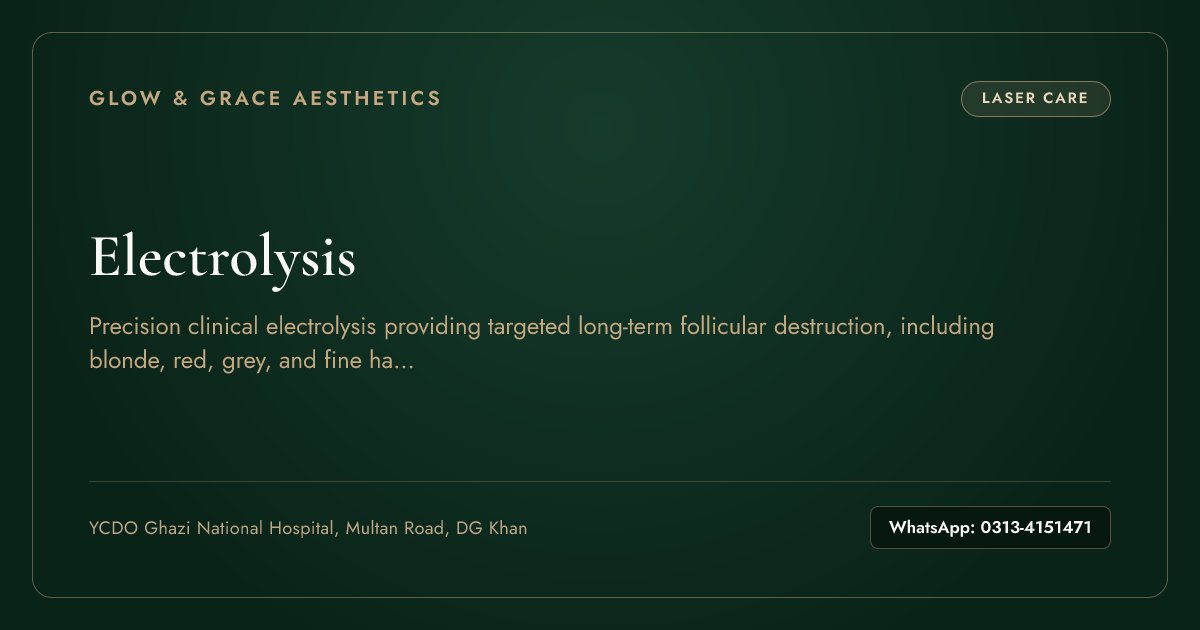 GLOW & GRACE AESTHETICS
LASER CARE
Electrolysis
Precision clinical electrolysis providing targeted long-term follicular destruction, including
blonde, red, grey, and fine ha...
YCDO Ghazi National Hospital, Multan Road, DG Khan
WhatsApp: 0313-4151471